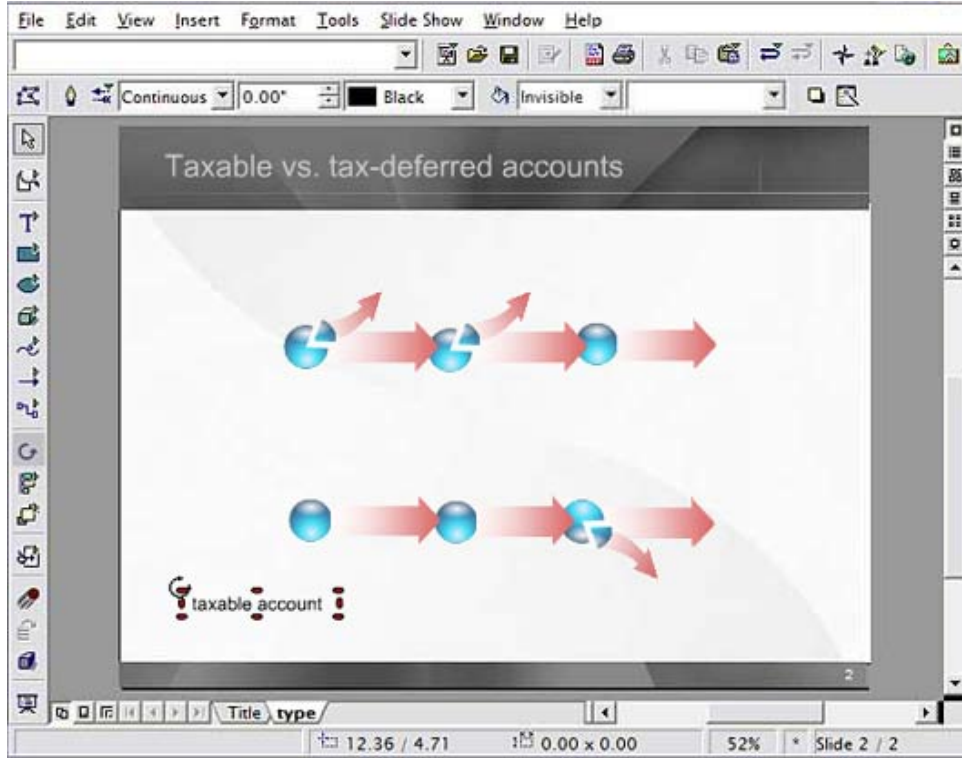 File Edit View Insert Format Tools Slide Show Window Help
Continuous 0.00" Black Invisible
Taxable vs. tax-deferred accounts
taxable account
2
Title type
12.36 / 4.71 0.00 x 0.00 52% * Slide 2 / 2